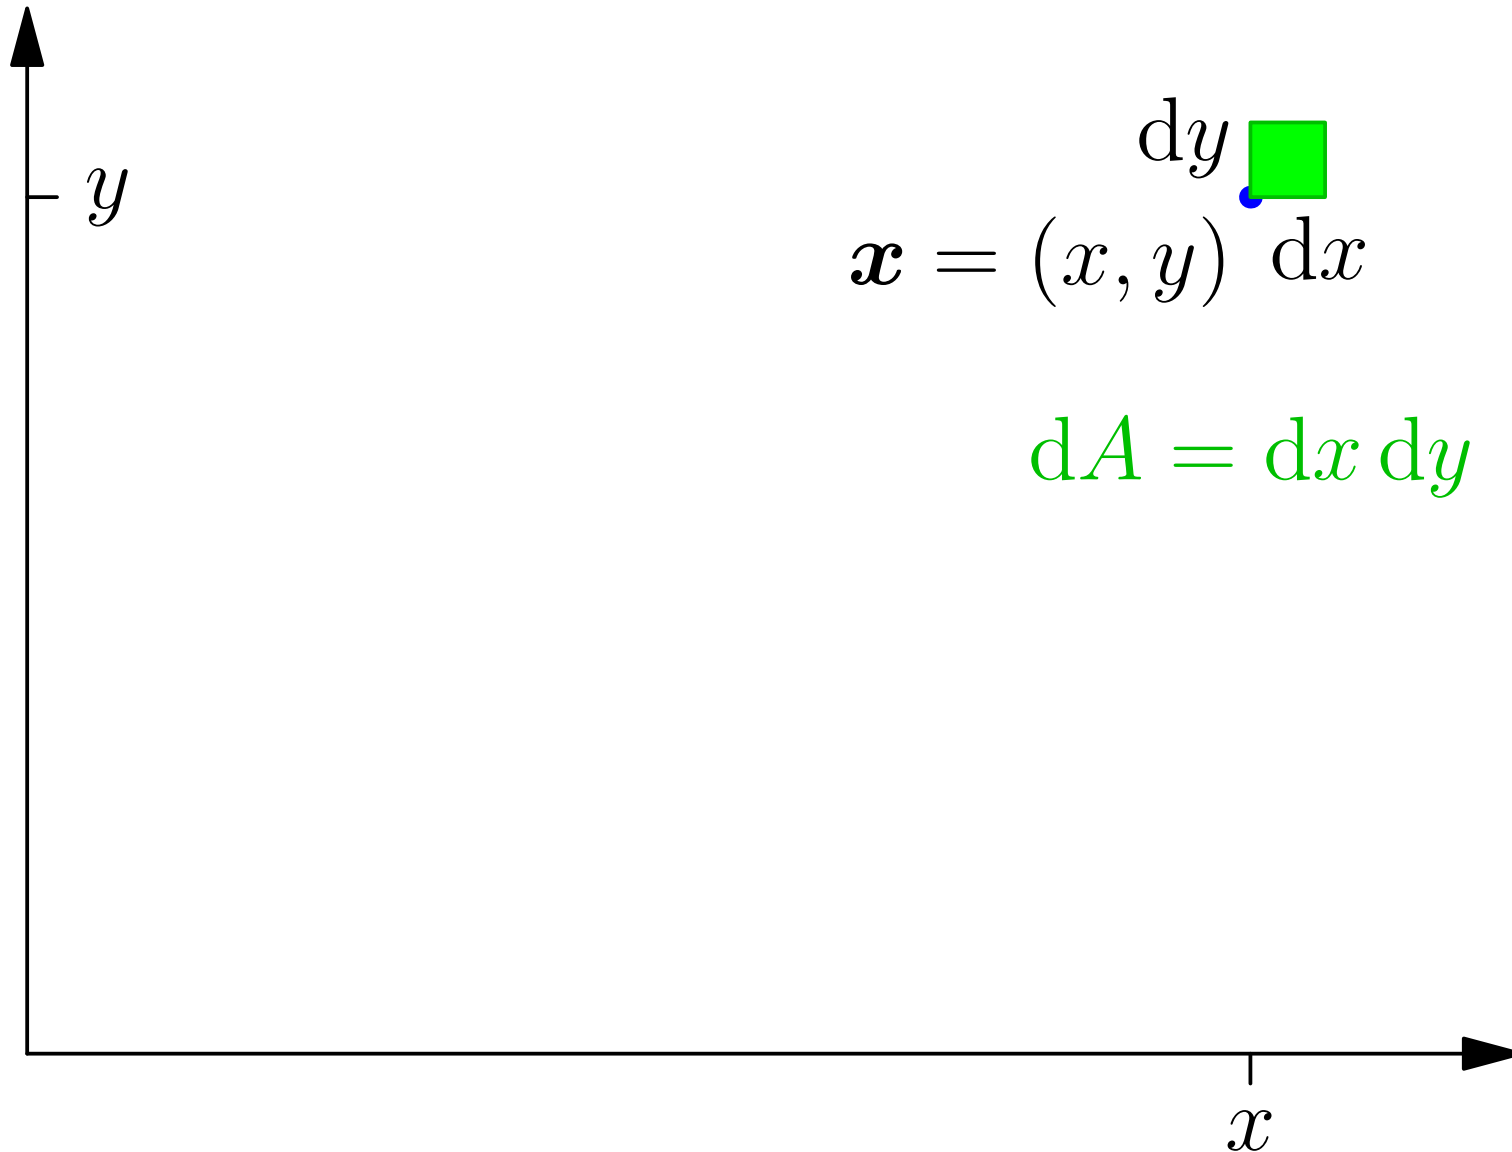 dy
y
𝒙 = (x, y)
dx
dA = dx dy
x